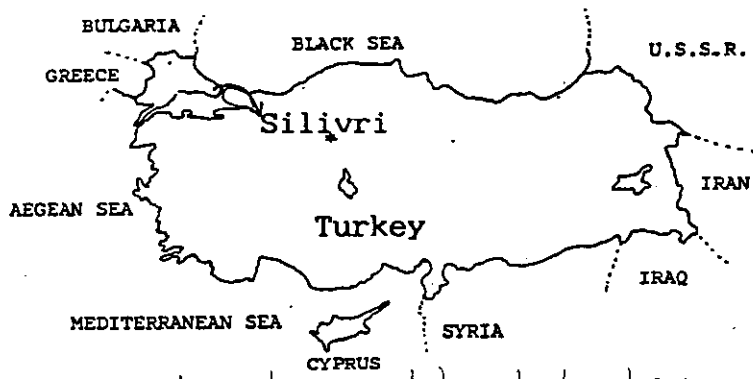 BULGARIA
BLACK SEA
U.S.S.R.
GREECE
Silivri
*
IRAN
AEGEAN SEA
Turkey
IRAQ
MEDITERRANEAN SEA
SYRIA
CYPRUS